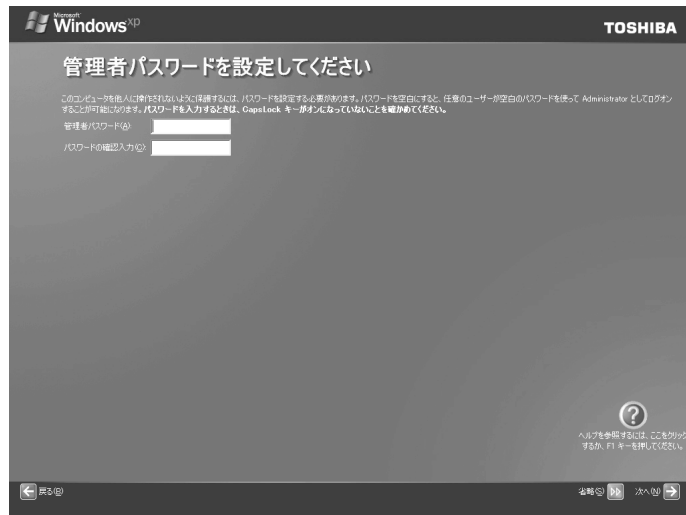 Microsoft
Windows xp
TOSHIBA
管理者パスワードを設定してください
このコンピュータを他人に操作されないように保護するには、パスワードを設定する必要があります。パスワードを空白にすると、任意のユーザーが空白のパスワードを使って Administrator としてログオン
することが可能になります。パスワードを入力するときは、CapsLock キーがオンになっていないことを確かめてください。
管理者パスワード(A):
パスワードの確認入力(C):
ヘルプを参照するには、ここをクリック
するか、F1 キーを押してください。
戻る(B)
省略(S)
次へ(N)